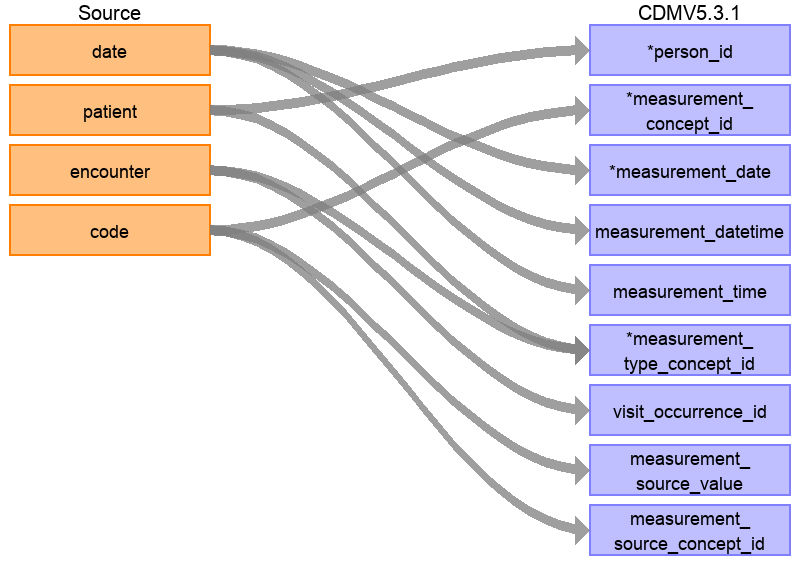 Source
date
patient
encounter
code
CDMV5.3.1
*person_id
*measurement_
concept_id
*measurement_date
measurement_datetime
measurement_time
*measurement_
type_concept_id
visit_occurrence_id
measurement_
source_value
measurement_
source_concept_id